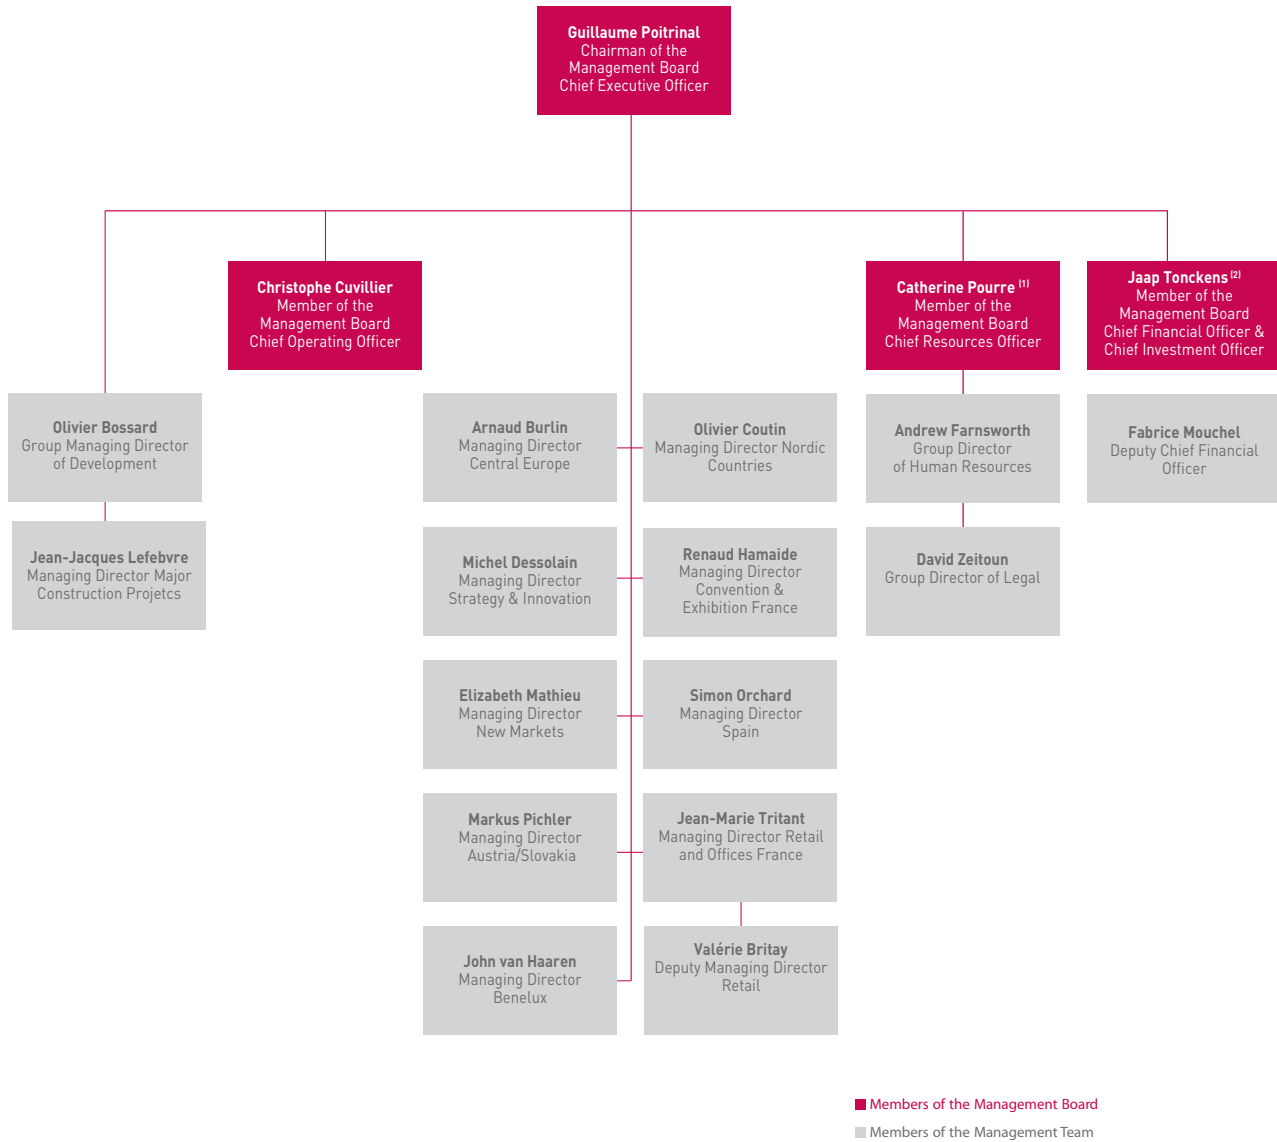 Guillaume Poitrinal
Chairman of the
Management Board
Chief Executive Officer
Christophe Cuvillier
Member of the
Management Board
Chief Operating Officer
Catherine Pourre (1)
Member of the
Management Board
Chief Resources Officer
Jaap Tonckens (2)
Member of the
Management Board
Chief Financial Officer &
Chief Investment Officer
Olivier Bossard
Group Managing Director
of Development
Arnaud Burlin
Managing Director
Central Europe
Olivier Coutin
Managing Director Nordic
Countries
Andrew Farnsworth
Group Director
of Human Resources
Fabrice Mouchel
Deputy Chief Financial
Officer
Jean-Jacques Lefebvre
Managing Director Major
Construction Projetcs
Michel Dessolain
Managing Director
Strategy & Innovation
Renaud Hamaide
Managing Director
Convention &
Exhibition France
David Zeitoun
Group Director of Legal
Elizabeth Mathieu
Managing Director
New Markets
Simon Orchard
Managing Director
Spain
Markus Pichler
Managing Director
Austria/Slovakia
Jean-Marie Tritant
Managing Director Retail
and Offices France
John van Haaren
Managing Director
Benelux
Valérie Britay
Deputy Managing Director
Retail
Members of the Management Board
Members of the Management Team